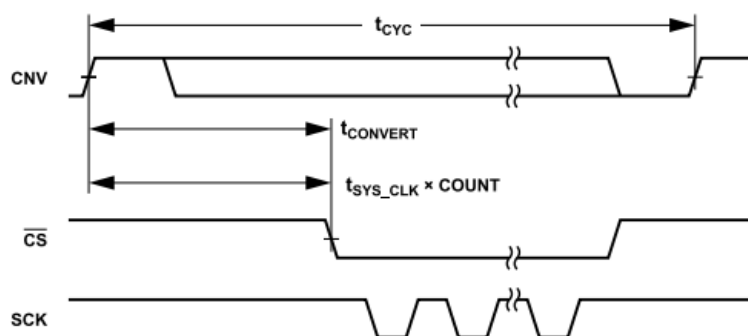 tCYC
CNV
tCONVERT
tSYS_CLK × COUNT
CS
SCK